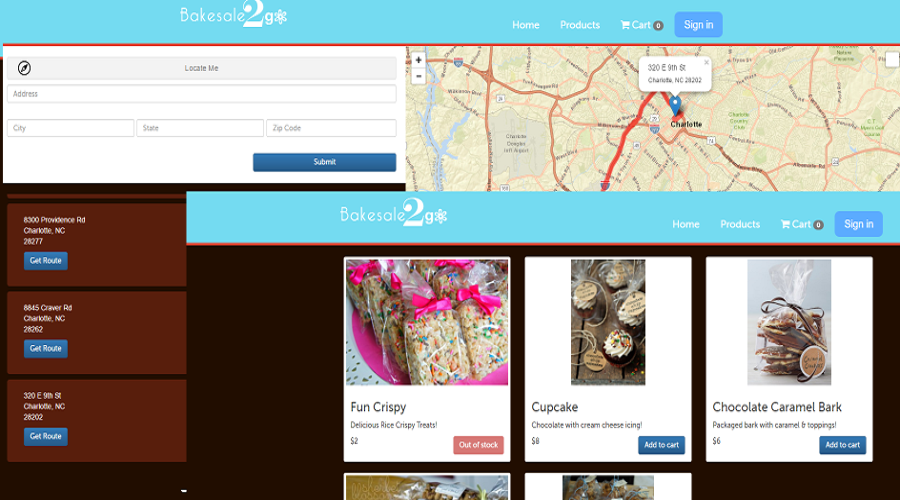 Bakesale2go
Home Products Cart 0 Sign in
Locate Me
Address
City State Zip Code
Submit
+
−
320 E 9th St
Charlotte, NC 28202
×
Charlotte
8300 Providence Rd
Charlotte, NC
28277
Get Route
8845 Craver Rd
Charlotte, NC
28262
Get Route
320 E 9th St
Charlotte, NC
28202
Get Route
Bakesale2go
Home Products Cart 0 Sign in
Fun Crispy
Delicious Rice Crispy Treats!
$2
Out of stock
Cupcake
Chocolate with cream cheese icing!
$8
Add to cart
Chocolate Caramel Bark
Packaged bark with caramel & toppings!
$6
Add to cart